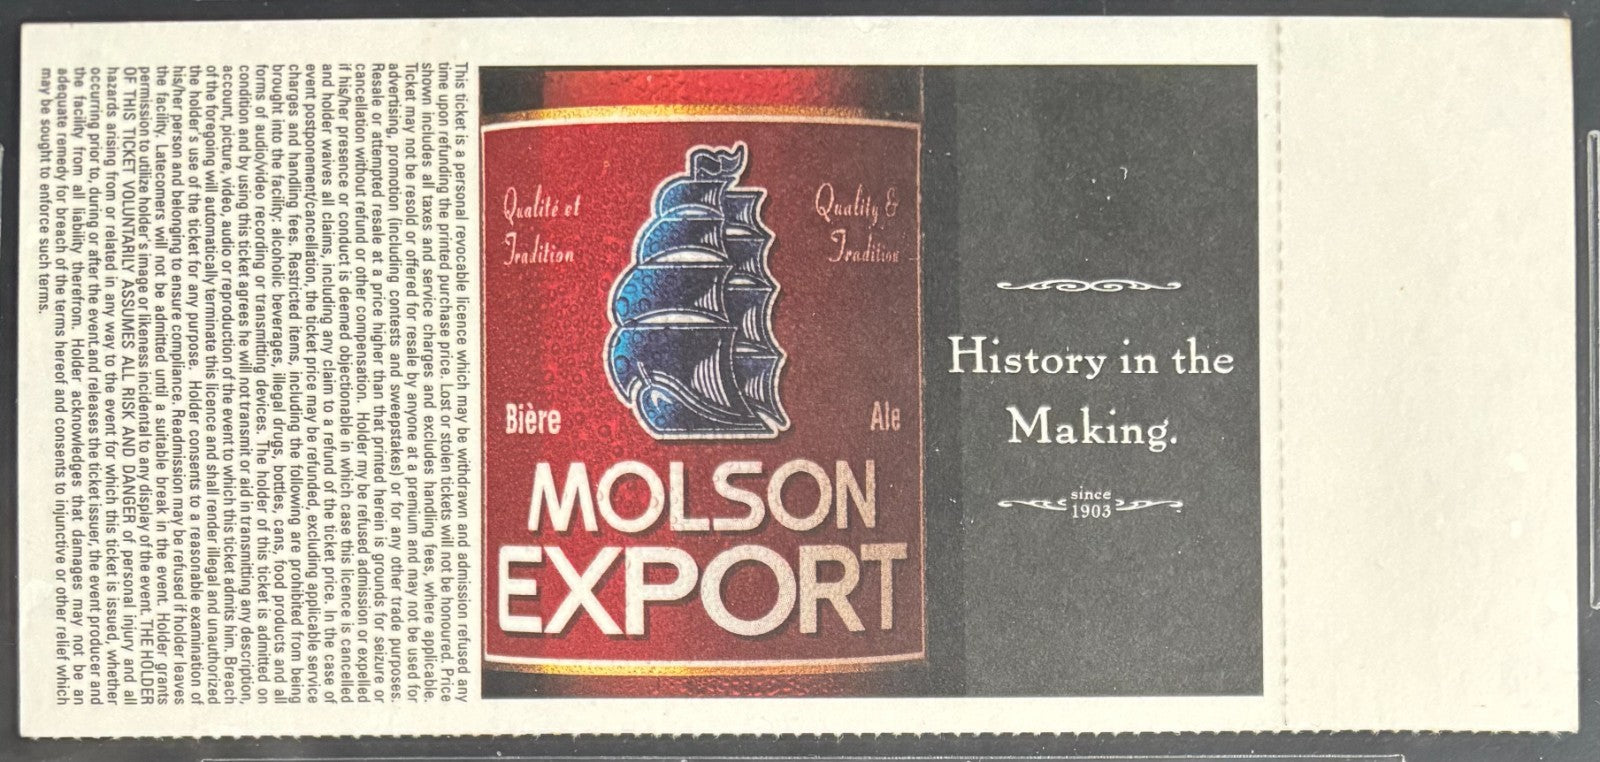 This ticket is a personal revocable licence which may be withdrawn and admission refused any
time upon refunding the printed purchase price. Lost or stolen tickets will not be honoured. Price
shown includes all taxes and service charges and excludes handling fees, where applicable.
Ticket may not be resold or offered for resale by anyone at a premium and may not be used for
advertising, promotion (including contests and sweepstakes) or for any other trade purposes.
Resale or attempted resale at a price higher than that printed herein is grounds for seizure or
cancellation without refund or other compensation. Holder may be refused admission or expelled
if his/her presence or conduct is deemed objectionable in which case this licence is cancelled
and holder waives all claims, including any claim to a refund of the ticket price. In the case of
event postponement/cancellation, the ticket price may be refunded, excluding applicable service
charges and handling fees. Restricted items, including the following are prohibited from being
brought into the facility: alcoholic beverages, illegal drugs, bottles, cans, food products and all
forms of audio/video recording or transmitting devices. The holder of this ticket is admitted on
condition and by using this ticket agrees he will not transmit or aid in transmitting any description,
account, picture, video, audio or reproduction of the event to which this ticket admits him. Breach
of the foregoing will automatically terminate this licence and shall render illegal and unauthorized
the holder's use of the ticket for any purpose. Holder consents to a reasonable examination of
his/her person and belonging to ensure compliance. Readmission may be refused if holder leaves
the facility. Latecomers will not be admitted until a suitable break in the event. Holder grants
permission to utilize holder's image or likeness incidental to any display of the event. THE HOLDER
OF THIS TICKET VOLUNTARILY ASSUMES ALL RISK AND DANGER of personal injury and all
hazards arising from or related in any way to the event for which this ticket is issued, whether
occurring prior to, during or after the event and releases the ticket issuer, the event producer and
the facility from all liability therefrom. Holder acknowledges that damages may not be an
adequate remedy for breach of the terms hereof and consents to injunctive or other relief which
may be sought to enforce such terms.
Qualité et
Tradition
Quality &
Tradition
Bière
Ale
MOLSON
EXPORT
History in the
Making.
since
1903